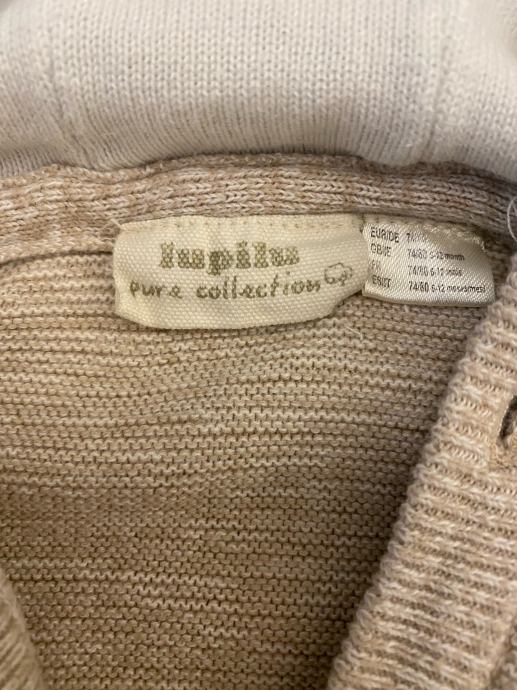 lupilu
pure collection
EUR/DE 74/80
GB/IE 6-12 month
74/80 6-12 mois
74/80 6-12 meses/mesi